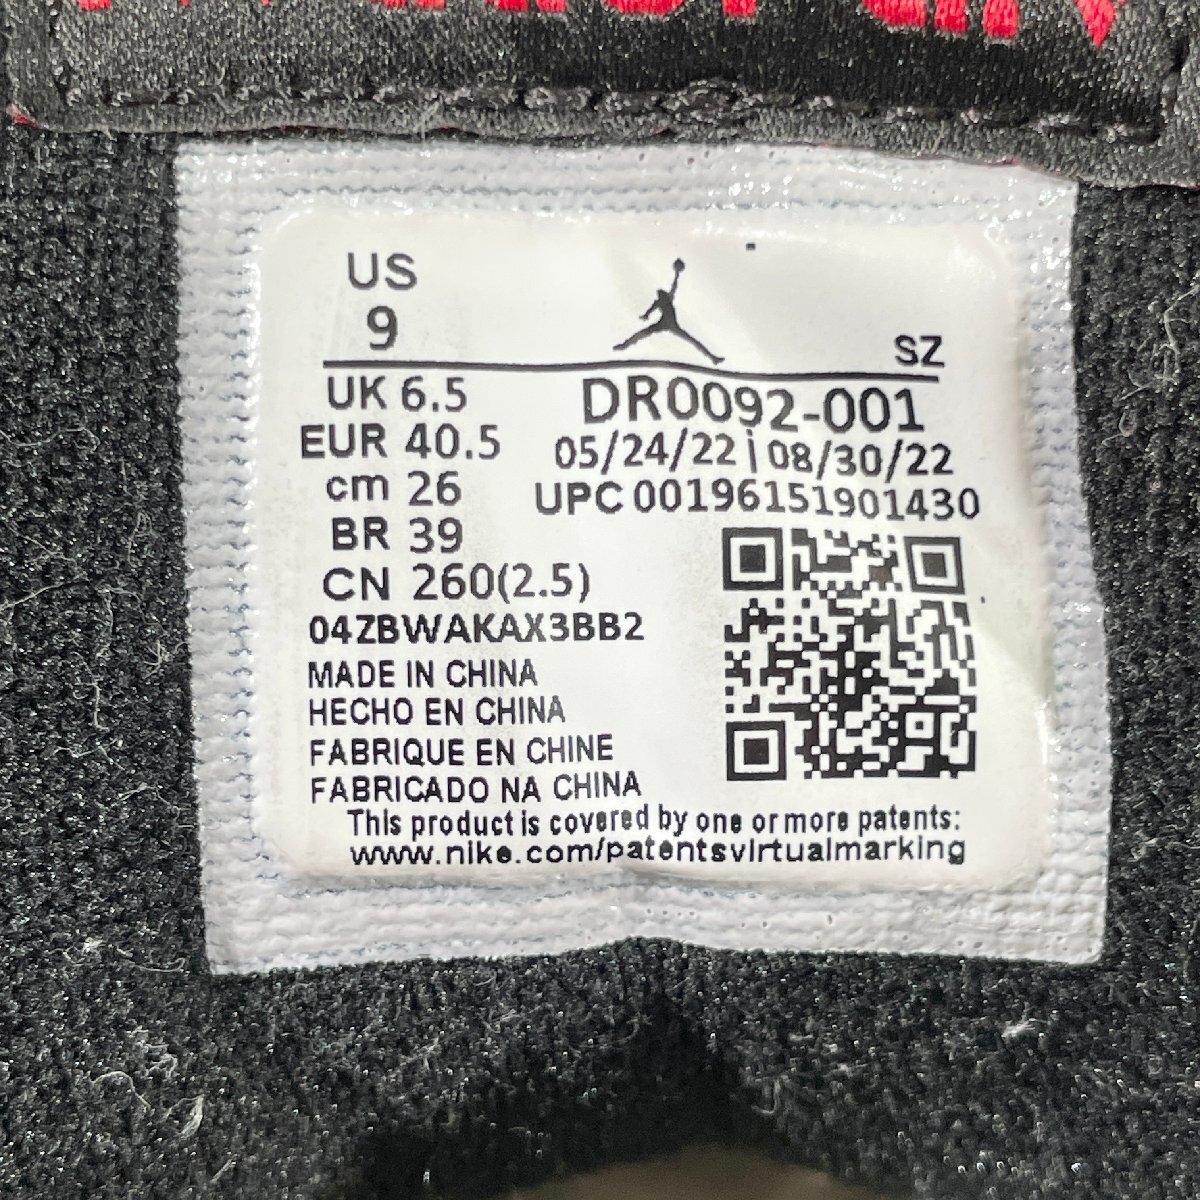 US
9
SZ
UK 6.5
DR0092-001
EUR 40.5
05/24/22 | 08/30/22
cm 26
UPC 00196151901430
BR 39
CN 260(2.5)
04ZBWAKAX3BB2
MADE IN CHINA
HECHO EN CHINA
FABRIQUE EN CHINE
FABRICADO NA CHINA
This product is covered by one or more patents:
www.nike.com/patentsvirtualmarking